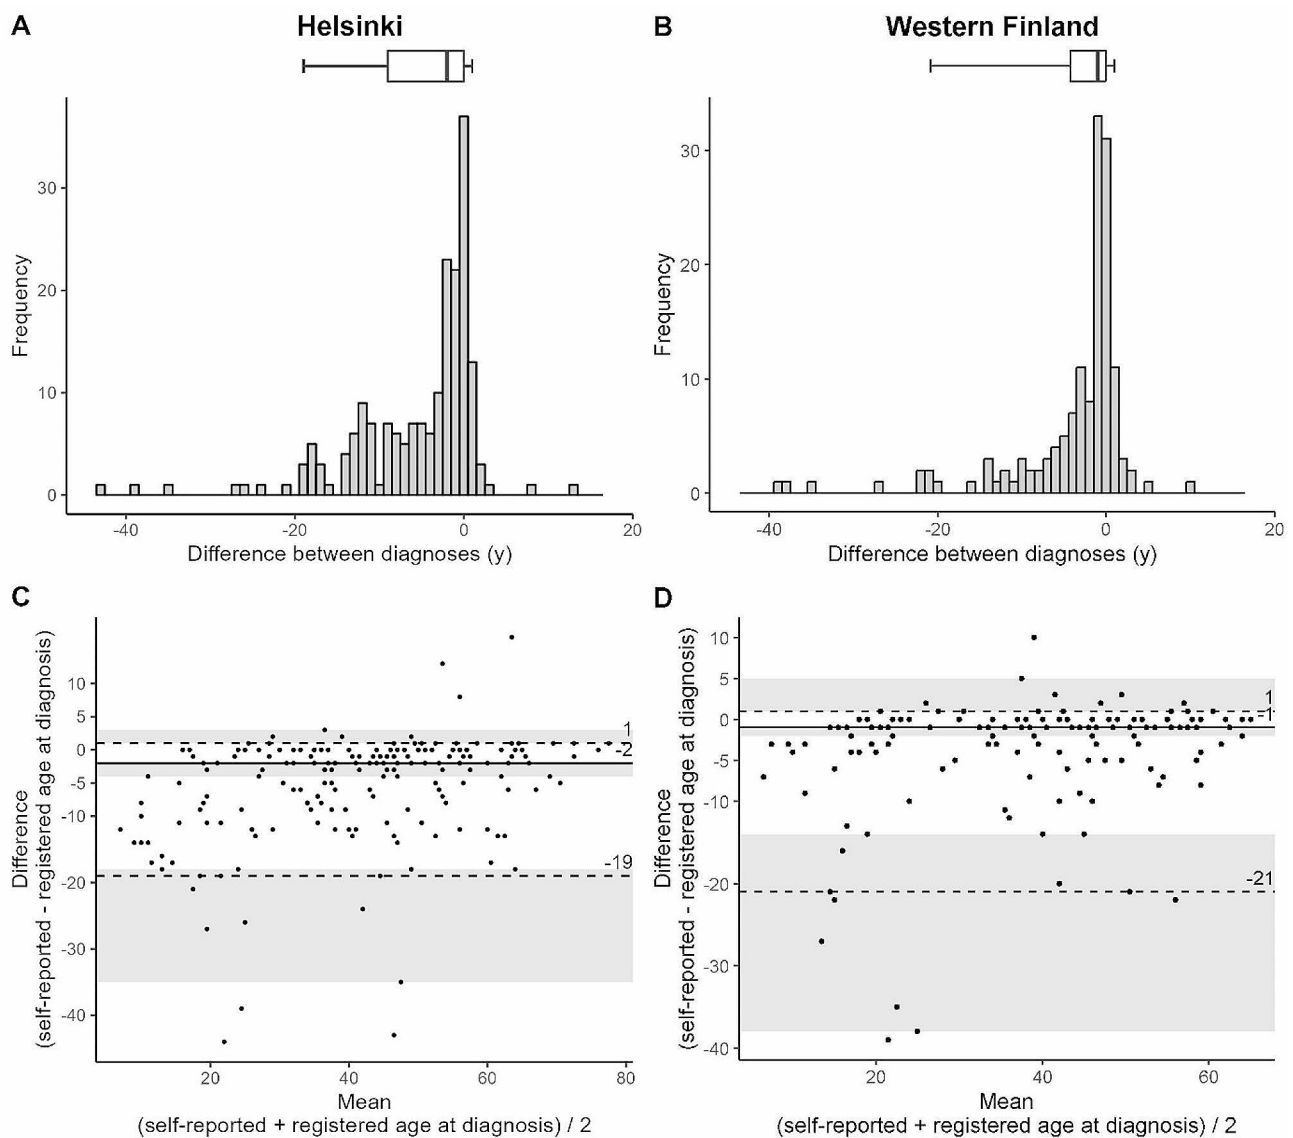 A
Helsinki
B
Western Finland
Frequency
30
20
10
0
-40
-20
0
20
Difference between diagnoses (y)
Frequency
30
20
10
0
-40
-20
0
20
Difference between diagnoses (y)
C
Difference
(self-reported - registered age at diagnosis)
10
5
0
-5
-10
-20
-30
-40
1
-2
-19
20
40
60
80
Mean
(self-reported + registered age at diagnosis) / 2
D
Difference
(self-reported - registered age at diagnosis)
10
5
0
-5
-10
-20
-30
-40
1
-1
-21
20
40
60
Mean
(self-reported + registered age at diagnosis) / 2